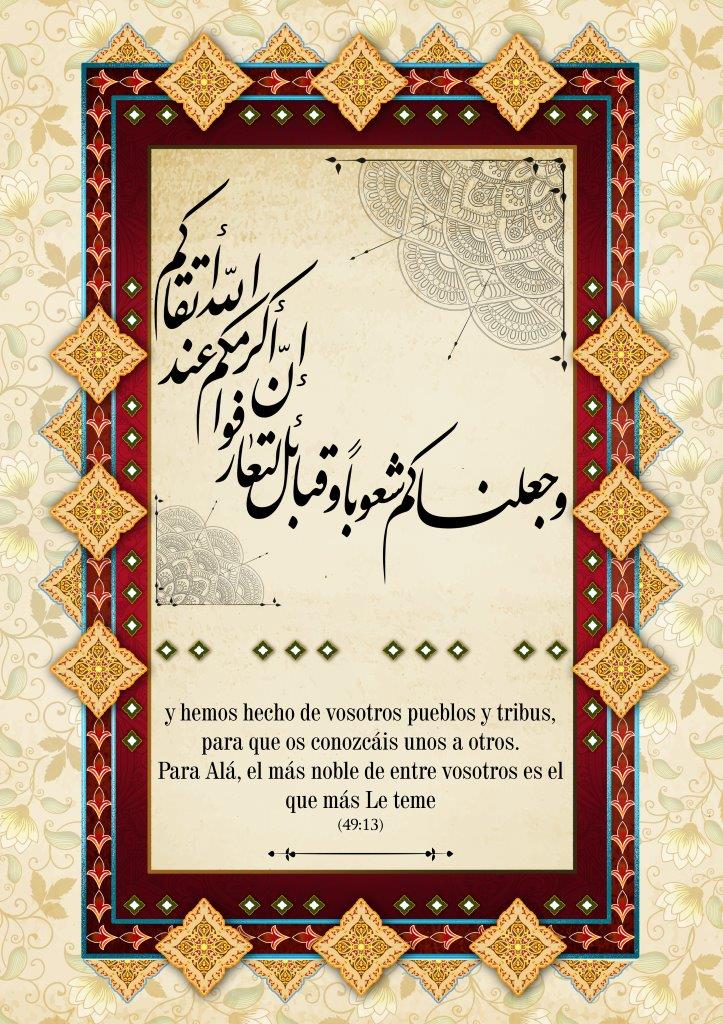 وجعلناكم شعوباً وقبائل لتعارفوا
إنّ أكرمكم عند
اللّه أتقاكم
y hemos hecho de vosotros pueblos y tribus,
para que os conozcáis unos a otros.
Para Alá, el más noble de entre vosotros es el
que más Le teme
(49:13)